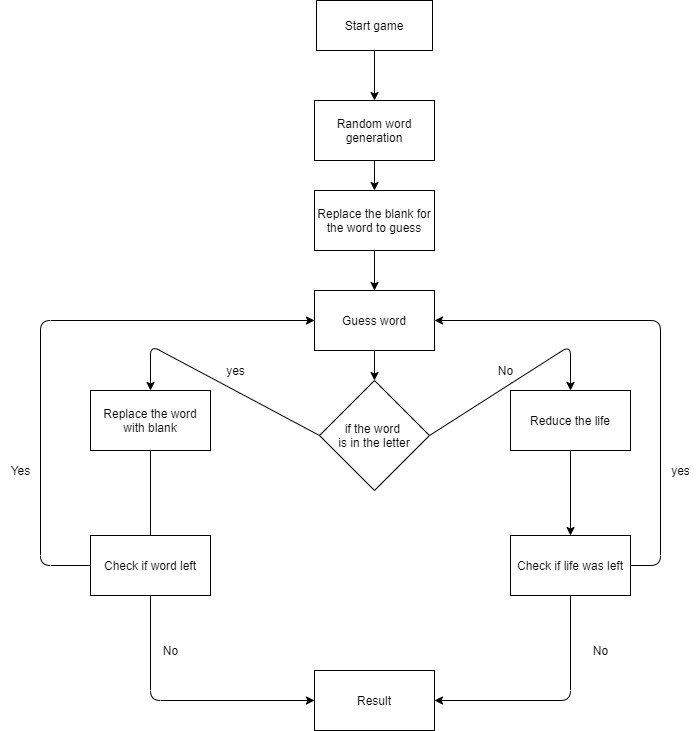 Start game
Random word
generation
Replace the blank for
the word to guess
Guess word
yes
No
Replace the word
with blank
if the word
is in the letter
Reduce the life
Yes
yes
Check if word left
Check if life was left
No
No
Result